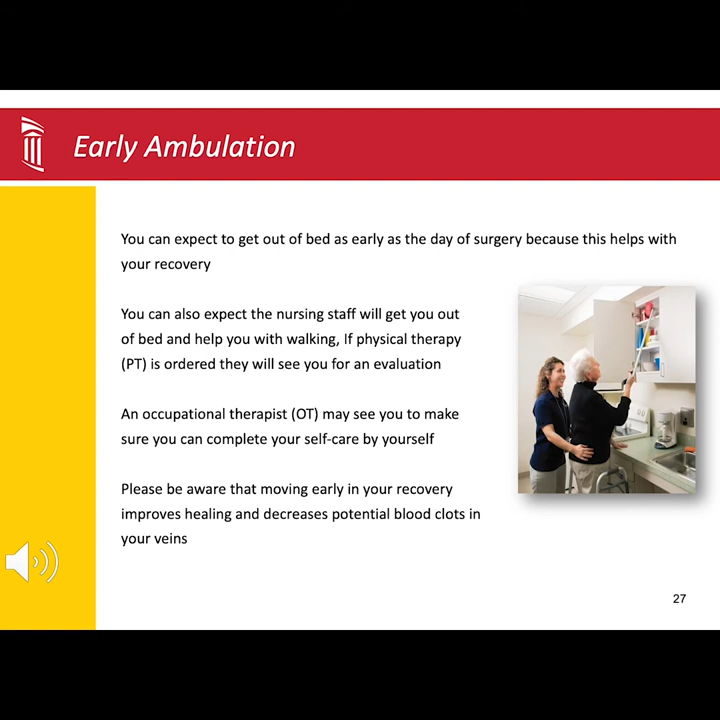 Early Ambulation
You can expect to get out of bed as early as the day of surgery because this helps with
your recovery
You can also expect the nursing staff will get you out
of bed and help you with walking, If physical therapy
(PT) is ordered they will see you for an evaluation
An occupational therapist (OT) may see you to make
sure you can complete your self-care by yourself
Please be aware that moving early in your recovery
improves healing and decreases potential blood clots in
your veins
27